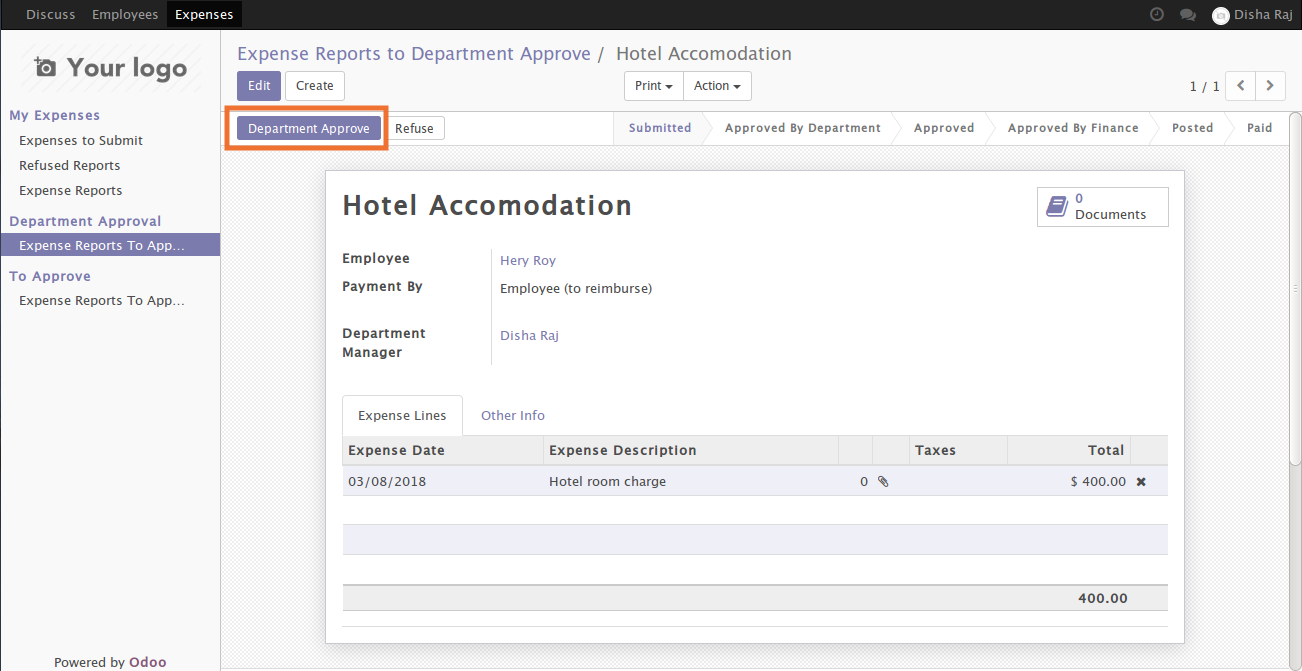 Discuss Employees Expenses Disha Raj
Your logo
My Expenses
Expenses to Submit
Refused Reports
Expense Reports
Department Approval
Expense Reports To App...
To Approve
Expense Reports To App...
Powered by Odoo
Expense Reports to Department Approve / Hotel Accomodation
Edit Create Print Action 1 / 1
Department Approve Refuse Submitted Approved By Department Approved Approved By Finance Posted Paid
Hotel Accomodation
0
Documents
Employee Hery Roy
Payment By Employee (to reimburse)
Department Disha Raj
Manager
Expense Lines Other Info
Expense Date Expense Description Taxes Total
03/08/2018 Hotel room charge 0 $ 400.00
400.00